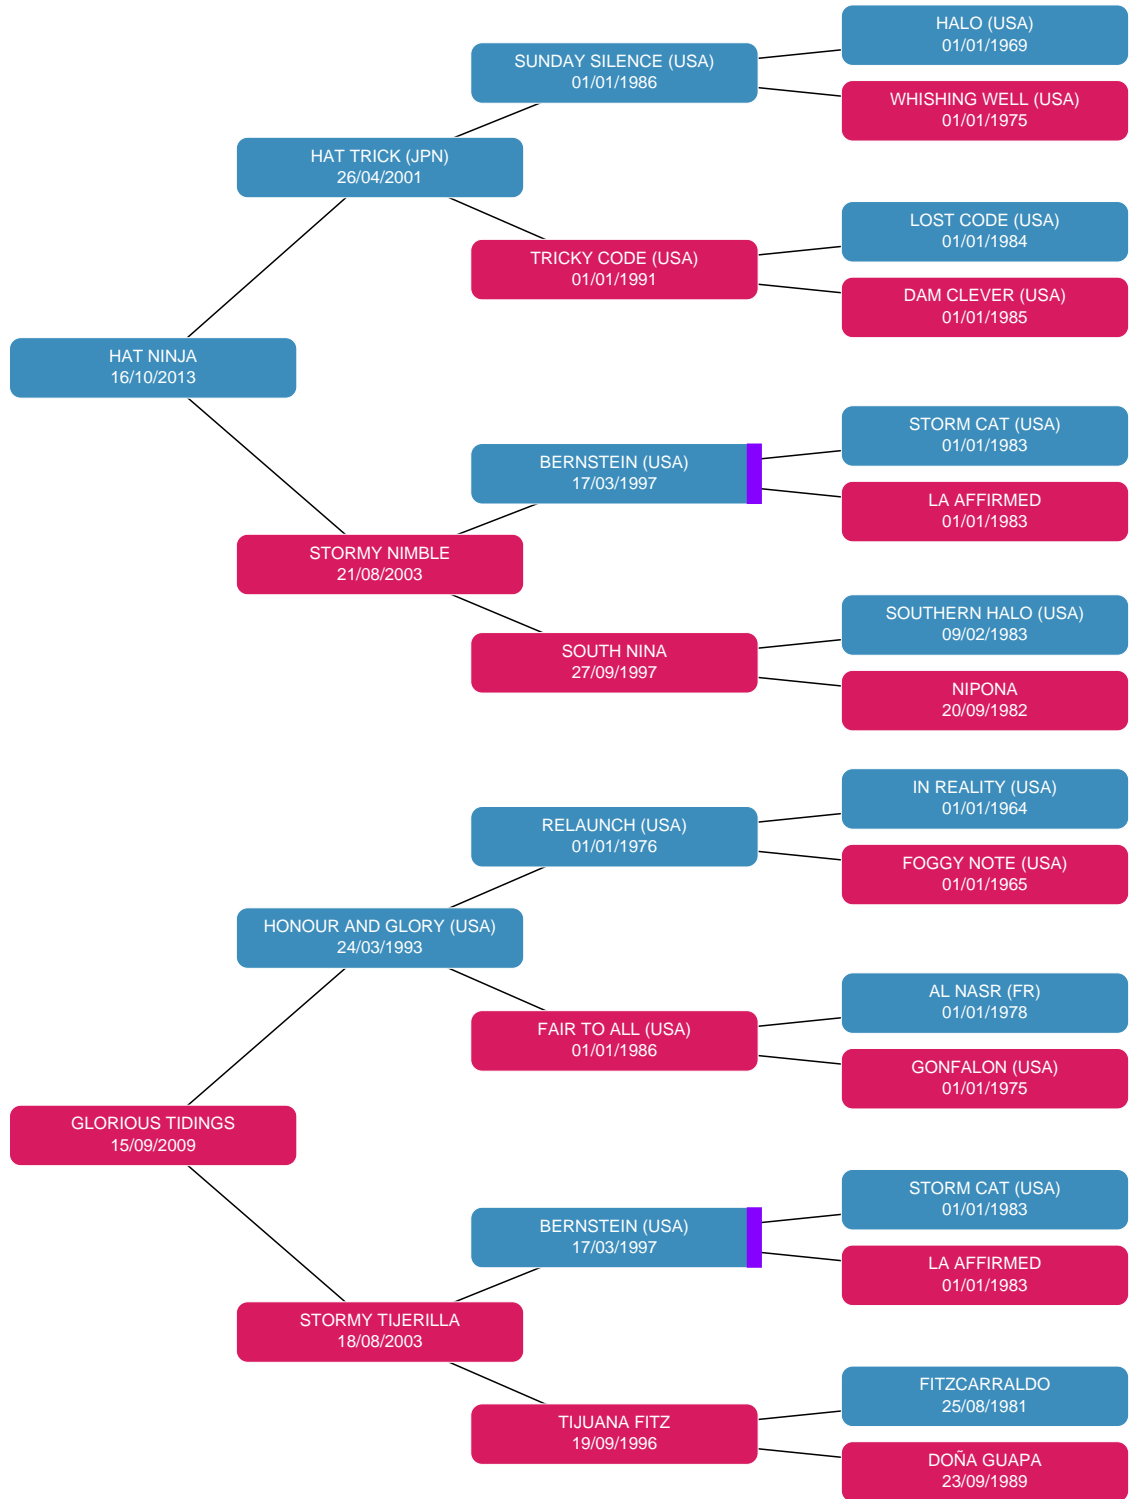 HALO (USA)
01/01/1969
SUNDAY SILENCE (USA)
01/01/1986
WHISHING WELL (USA)
01/01/1975
HAT TRICK (JPN)
26/04/2001
LOST CODE (USA)
01/01/1984
TRICKY CODE (USA)
01/01/1991
DAM CLEVER (USA)
01/01/1985
HAT NINJA
16/10/2013
STORM CAT (USA)
01/01/1983
BERNSTEIN (USA)
17/03/1997
LA AFFIRMED
01/01/1983
STORMY NIMBLE
21/08/2003
SOUTHERN HALO (USA)
09/02/1983
SOUTH NINA
27/09/1997
NIPONA
20/09/1982
IN REALITY (USA)
01/01/1964
RELAUNCH (USA)
01/01/1976
FOGGY NOTE (USA)
01/01/1965
HONOUR AND GLORY (USA)
24/03/1993
AL NASR (FR)
01/01/1978
FAIR TO ALL (USA)
01/01/1986
GONFALON (USA)
01/01/1975
GLORIOUS TIDINGS
15/09/2009
STORM CAT (USA)
01/01/1983
BERNSTEIN (USA)
17/03/1997
LA AFFIRMED
01/01/1983
STORMY TIJERILLA
18/08/2003
FITZCARRALDO
25/08/1981
TIJUANA FITZ
19/09/1996
DOÑA GUAPA
23/09/1989